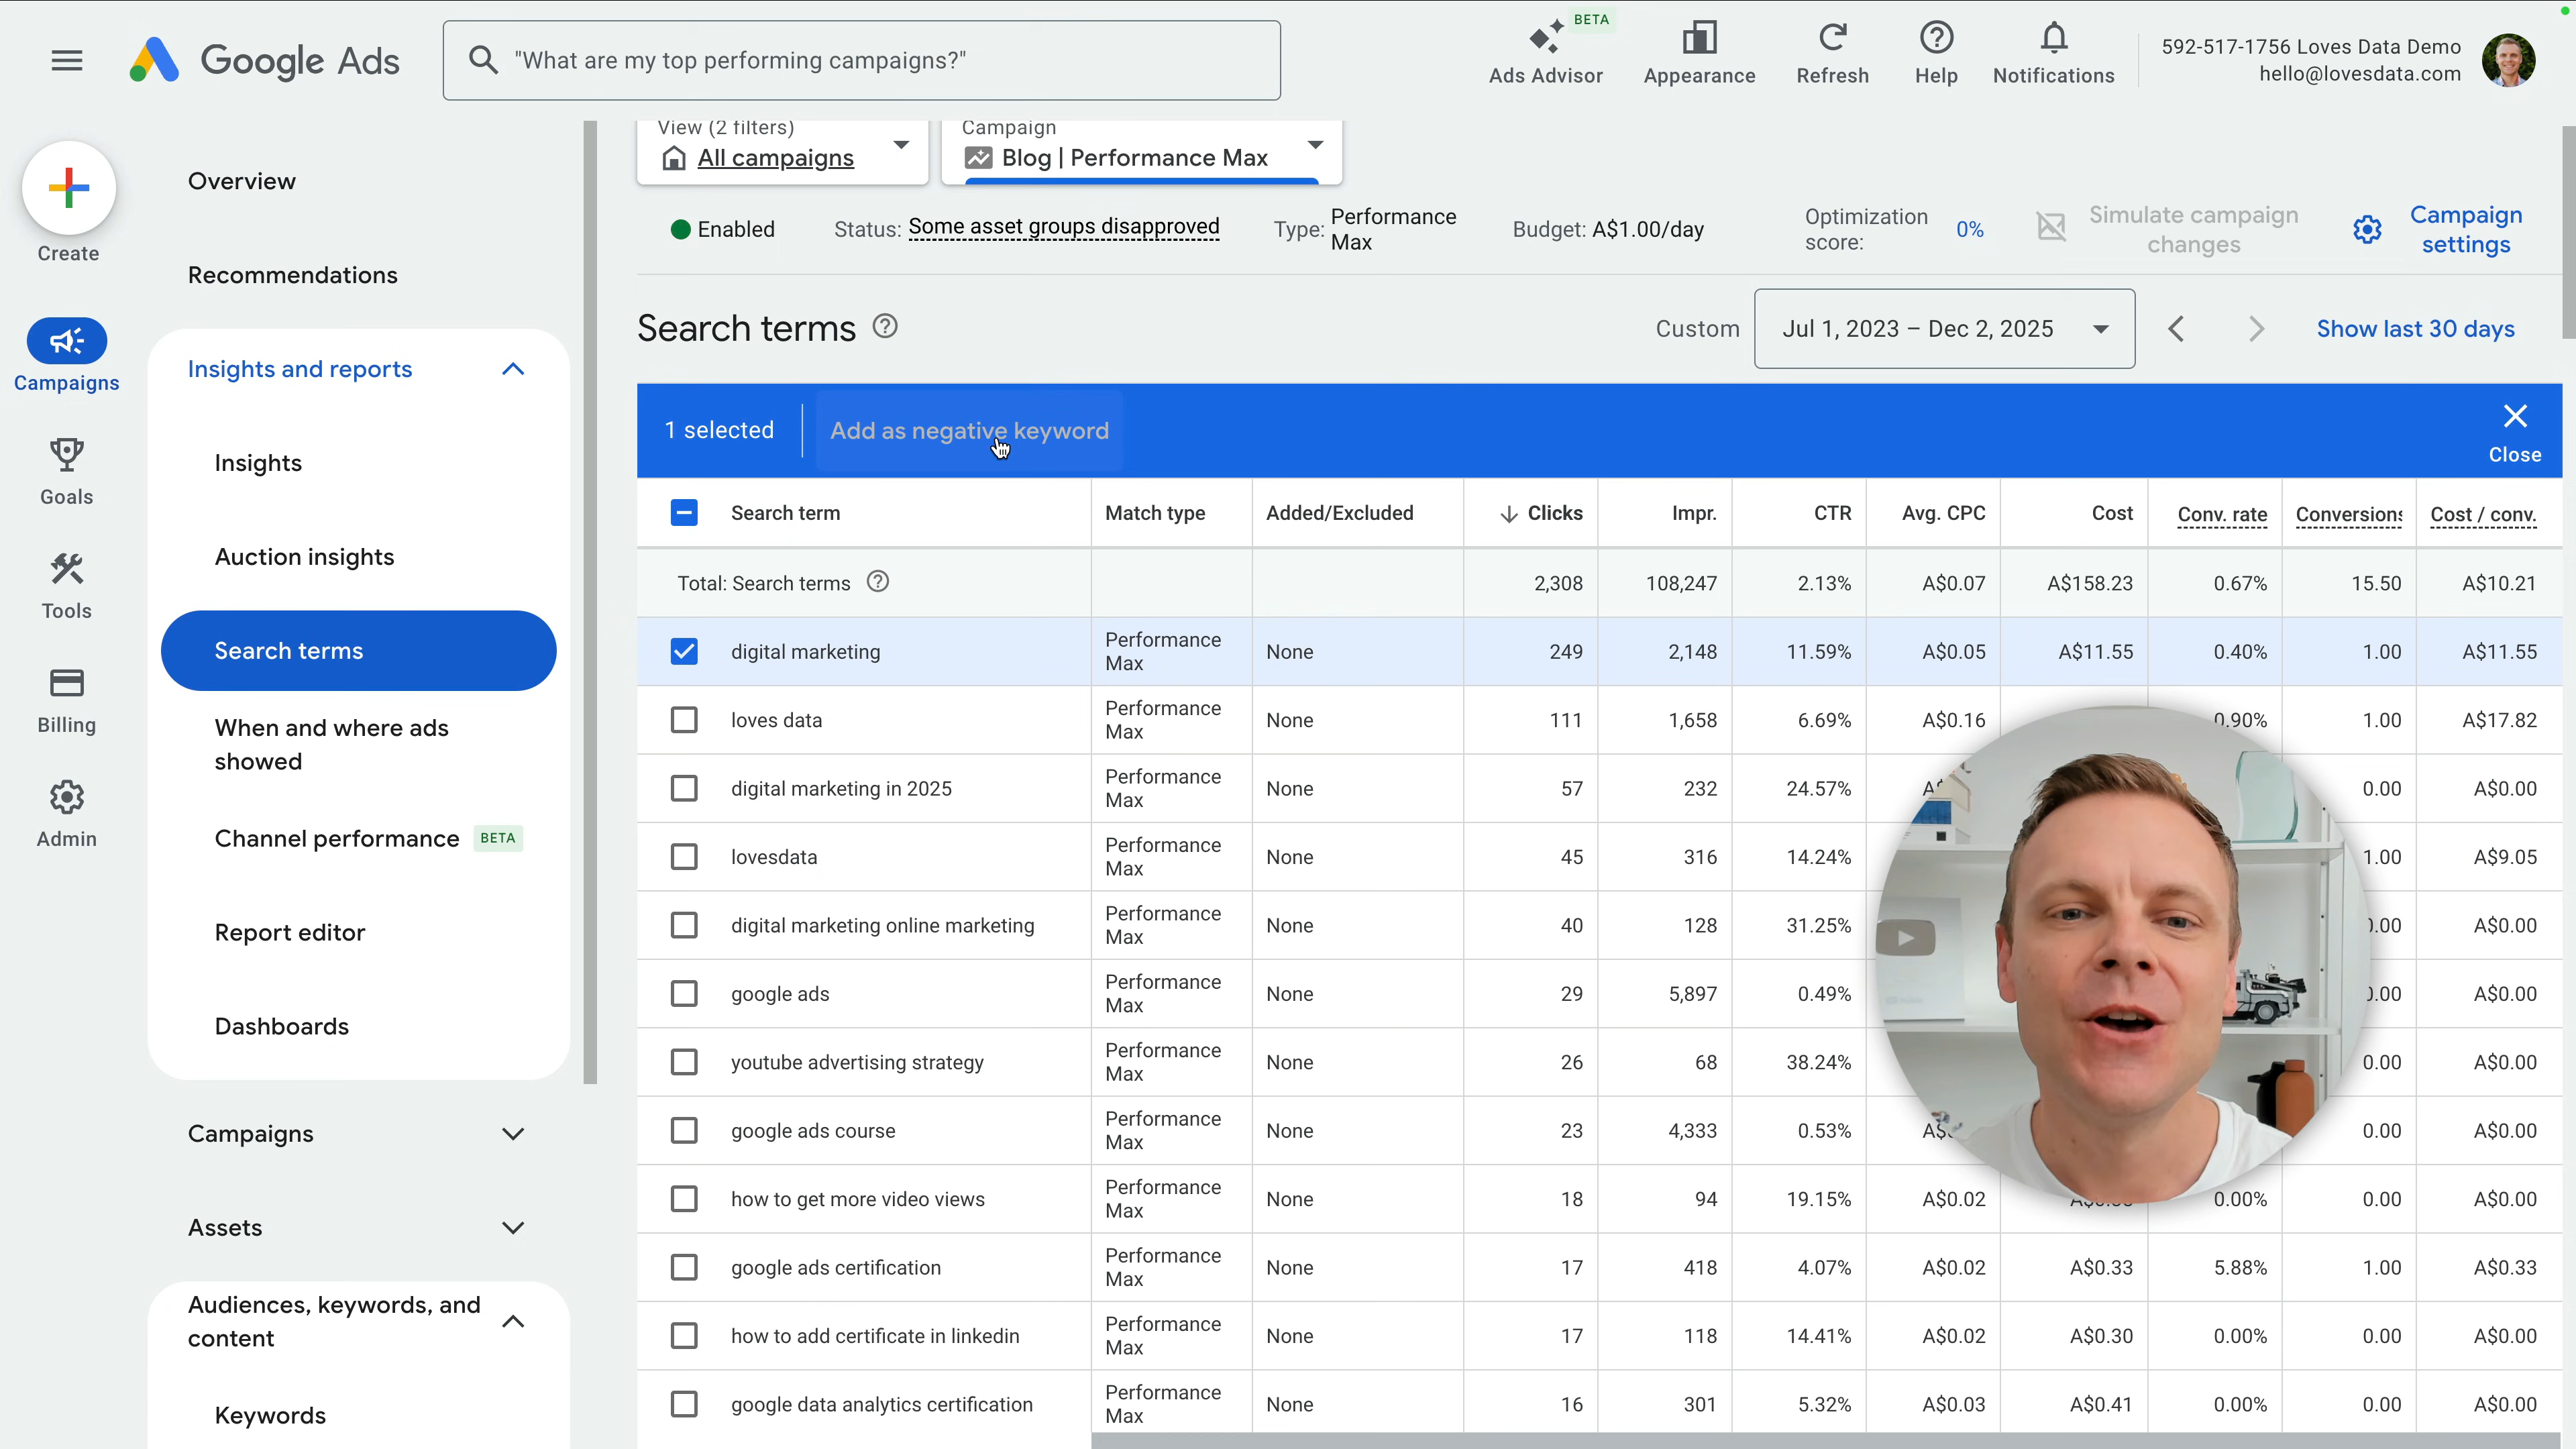 Google Ads
"What are my top performing campaigns?"
BETA
Ads Advisor
Appearance
Refresh
Help
Notifications
592-517-1756 Loves Data Demo
hello@lovesdata.com
Create
Campaigns
Goals
Tools
Billing
Admin
Overview
Recommendations
Insights and reports
Insights
Auction insights
Search terms
When and where ads
showed
Channel performance BETA
Report editor
Dashboards
Campaigns
Assets
Audiences, keywords, and
content
Keywords
View (2 filters)
All campaigns
Campaign
Blog | Performance Max
Enabled
Status: Some asset groups disapproved
Type: Performance
Max
Budget: A$1.00/day
Optimization
score: 0%
Simulate campaign
changes
Campaign
settings
Search terms
Custom
Jul 1, 2023 – Dec 2, 2025
Show last 30 days
1 selected
Add as negative keyword
Close
Search term Match type Added/Excluded Clicks Impr. CTR Avg. CPC Cost Conv. rate Conversions Cost / conv.
Total: Search terms 2,308 108,247 2.13% A$0.07 A$158.23 0.67% 15.50 A$10.21
digital marketing Performance Max None 249 2,148 11.59% A$0.05 A$11.55 0.40% 1.00 A$11.55
loves data Performance Max None 111 1,658 6.69% A$0.16 0.90% 1.00 A$17.82
digital marketing in 2025 Performance Max None 57 232 24.57% 0.00 A$0.00
lovesdata Performance Max None 45 316 14.24% 1.00 A$9.05
digital marketing online marketing Performance Max None 40 128 31.25% 0.00 A$0.00
google ads Performance Max None 29 5,897 0.49% 0.00 A$0.00
youtube advertising strategy Performance Max None 26 68 38.24% 0.00 A$0.00
google ads course Performance Max None 23 4,333 0.53% 0.00 A$0.00
how to get more video views Performance Max None 18 94 19.15% A$0.02 0.00% 0.00 A$0.00
google ads certification Performance Max None 17 418 4.07% A$0.02 A$0.33 5.88% 1.00 A$0.33
how to add certificate in linkedin Performance Max None 17 118 14.41% A$0.02 A$0.30 0.00% 0.00 A$0.00
google data analytics certification Performance Max None 16 301 5.32% A$0.03 A$0.41 0.00% 0.00 A$0.00